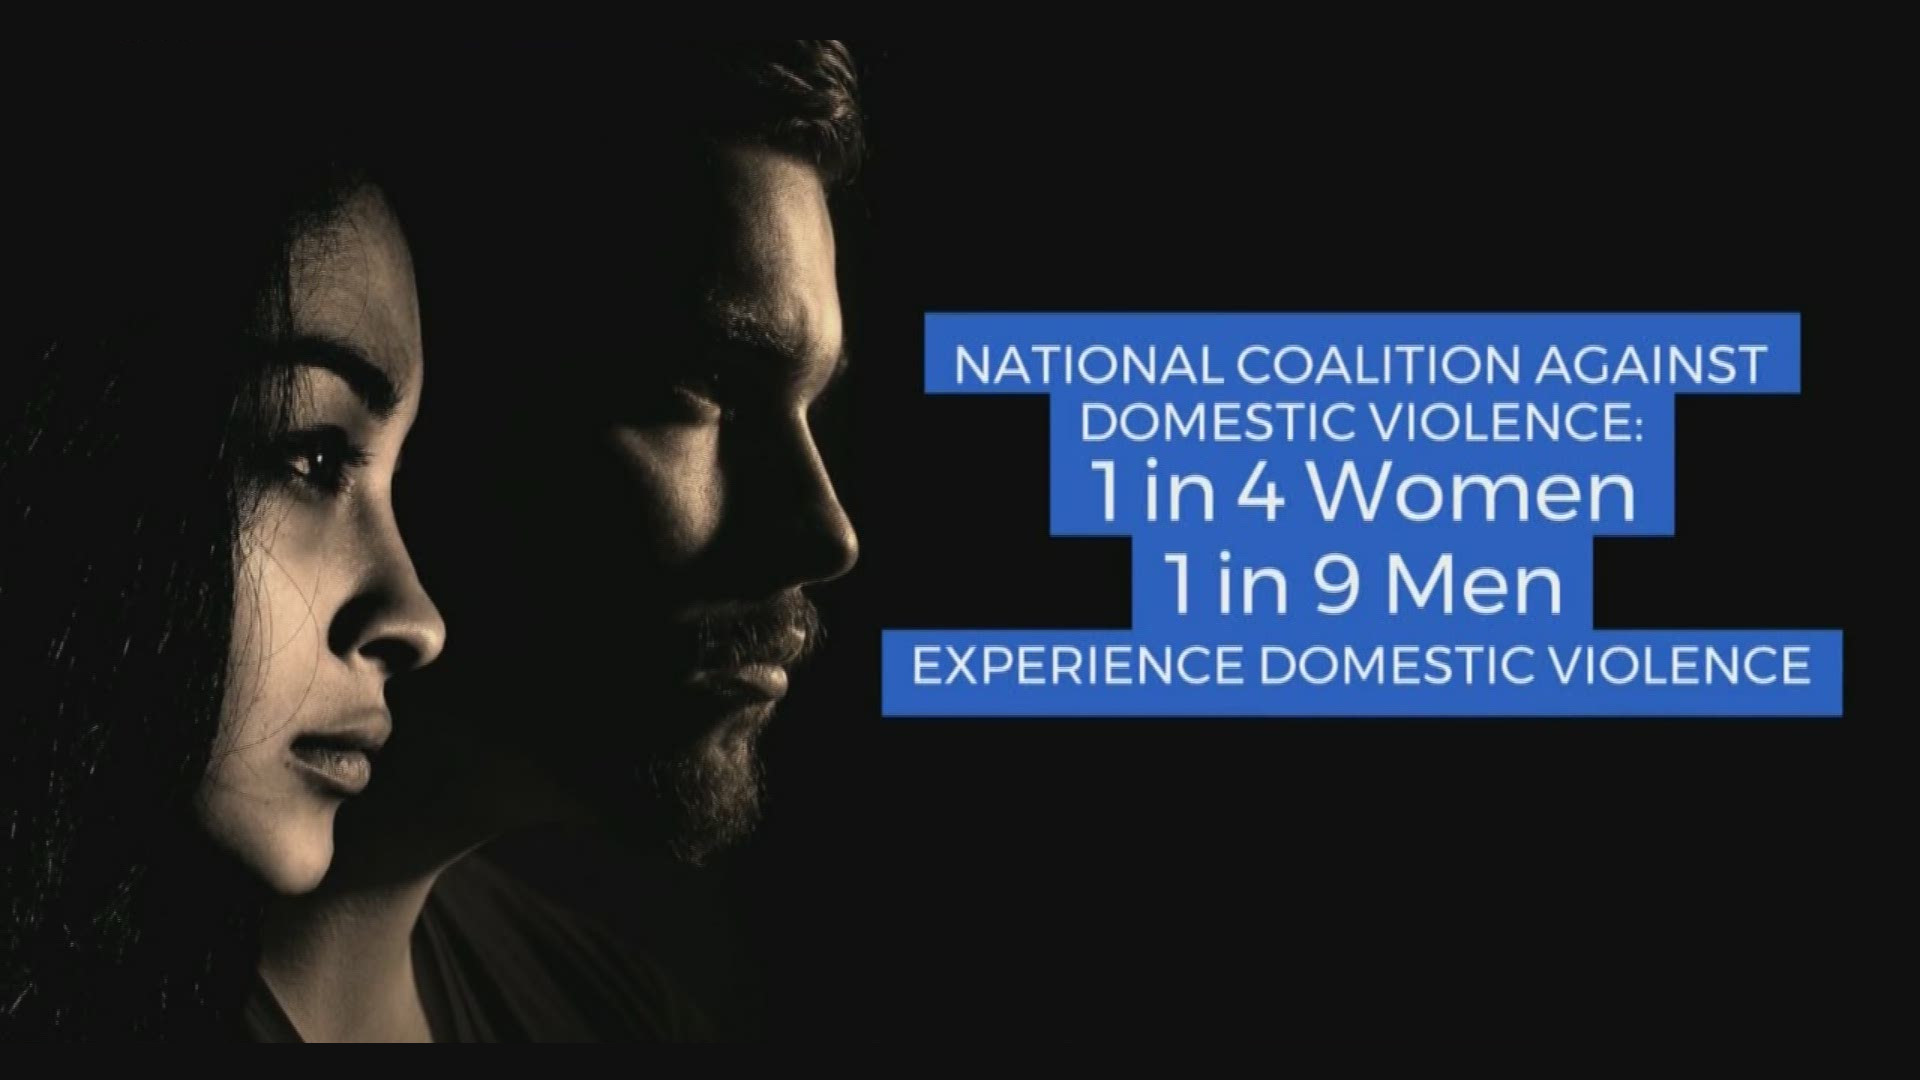 NATIONAL COALITION AGAINST
DOMESTIC VIOLENCE:
1 in 4 Women
1 in 9 Men
EXPERIENCE DOMESTIC VIOLENCE